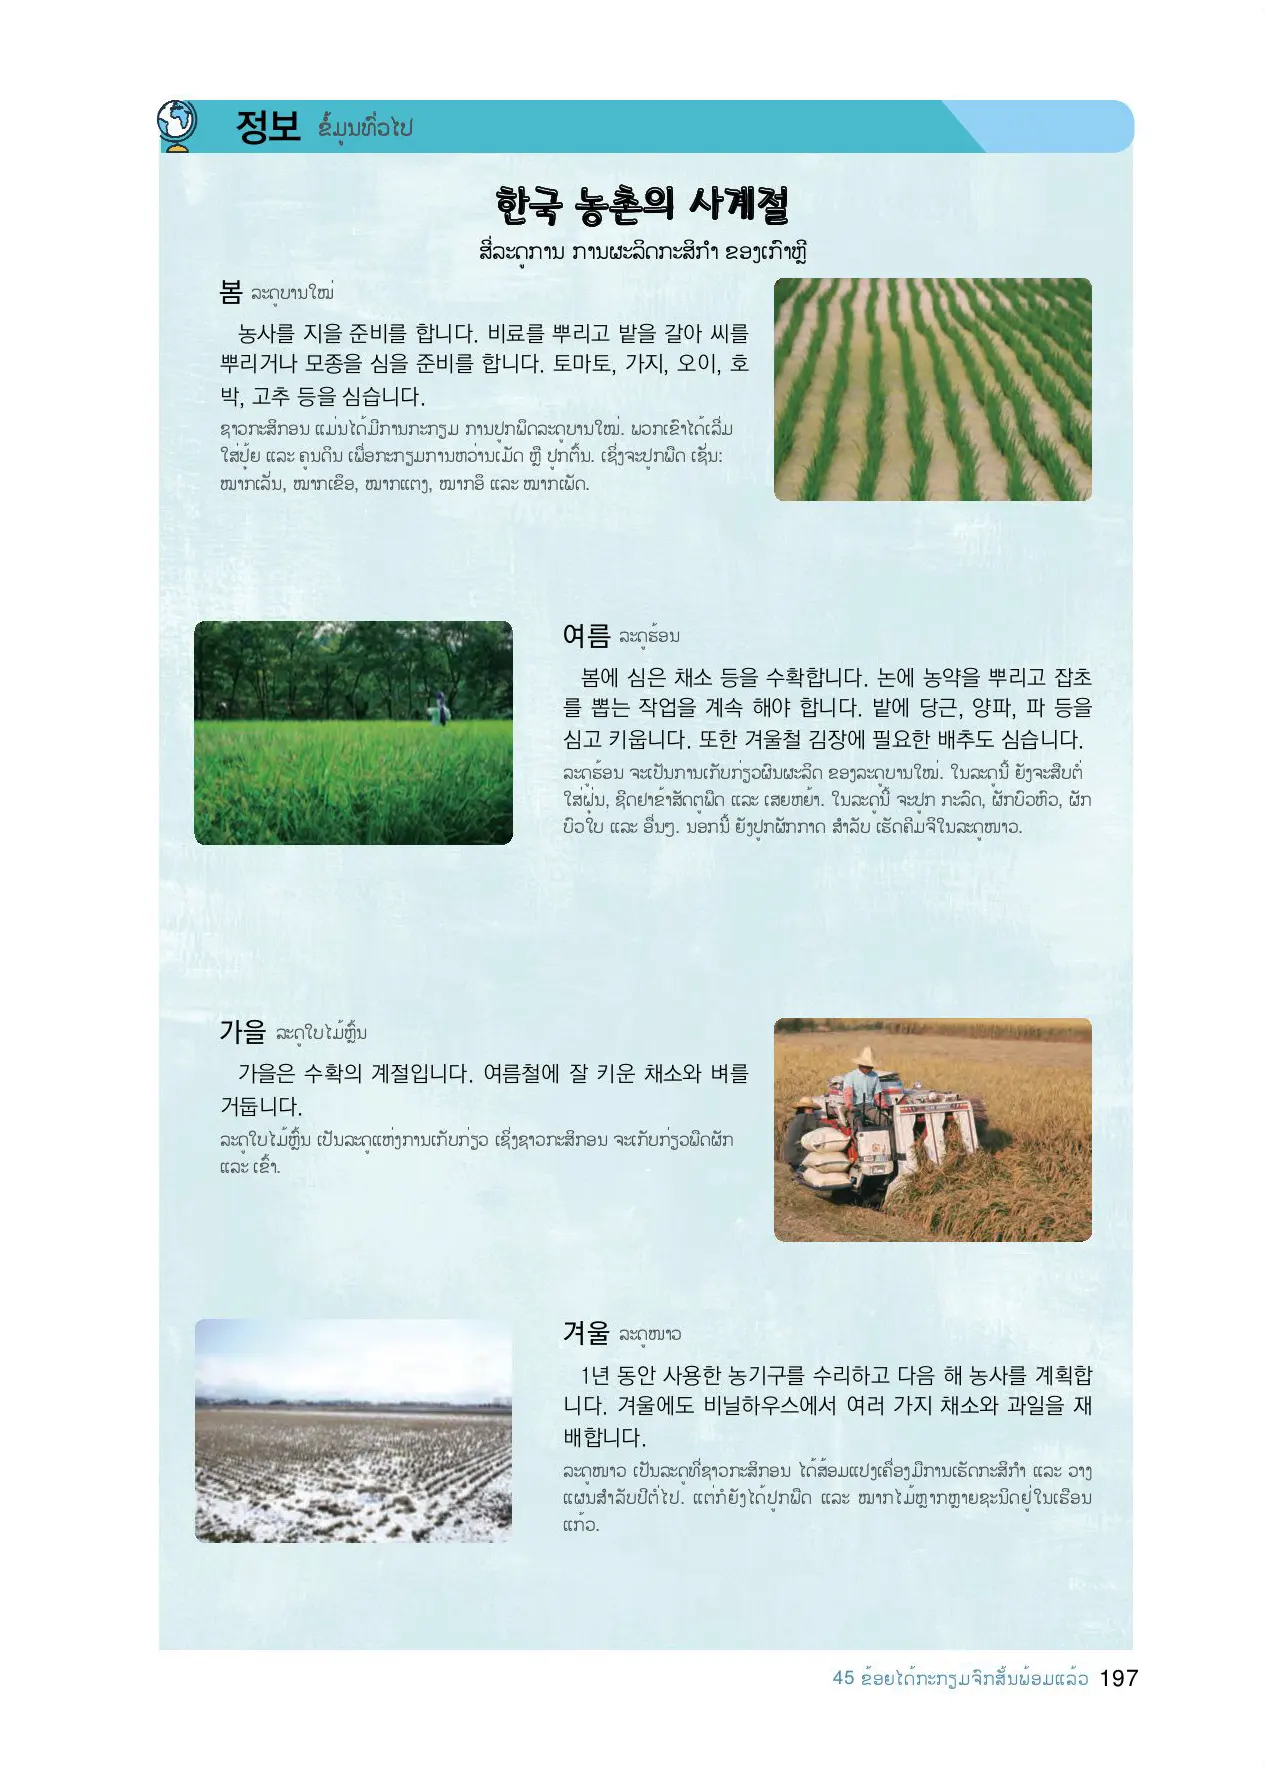 정보 ຂໍ້ມູນທົ່ວໄປ
한국 농촌의 사계절
ສີ່ລະດູການ ການຜະລິດກະສິກຳ ຂອງເກົາຫຼີ
봄 ລະດູບານໃໝ່
농사를 지을 준비를 합니다. 비료를 뿌리고 밭을 갈아 씨를
뿌리거나 모종을 심을 준비를 합니다. 토마토, 가지, 오이, 호
박, 고추 등을 심습니다.
ຊາວກະສິກອນ ແມ່ນໄດ້ມີການກະກຽມ ການປູກພືດລະດູບານໃໝ່. ພວກເຂົາໄດ້ເລີ່ມ
ໃສ່ປຸ້ຍ ແລະ ຄູນດິນ ເພື່ອກະກຽມການຫວ່ານເມັດ ຫຼື ປູກຕົ້ນ. ເຊິ່ງຈະປູກພືດ ເຊັ່ນ:
ໝາກເລັ່ນ, ໝາກເຂືອ, ໝາກແຕງ, ໝາກອຶ ແລະ ໝາກເຜັດ.
여름 ລະດູຮ້ອນ
봄에 심은 채소 등을 수확합니다. 논에 농약을 뿌리고 잡초
를 뽑는 작업을 계속 해야 합니다. 밭에 당근, 양파, 파 등을
심고 키웁니다. 또한 겨울철 김장에 필요한 배추도 심습니다.
ລະດູຮ້ອນ ຈະເປັນການເກັບກ່ຽວຜົນຜະລິດ ຂອງລະດູບານໃໝ່. ໃນລະດູນີ້ ຍັງຈະສືບຕໍ່
ໃສ່ຝຸ່ນ, ຊີດຢາຂ້າສັດຕູພືດ ແລະ ເສຍຫຍ້າ. ໃນລະດູນີ້ ຈະປູກ ກະລົດ, ຜັກບົ່ວຫົວ, ຜັກ
ບົ່ວໃບ ແລະ ອື່ນໆ. ນອກນີ້ ຍັງປູກຜັກກາດ ສຳລັບ ເຮັດຄິມຈິໃນລະດູໜາວ.
가을 ລະດູໃບໄມ້ຫຼົ່ນ
가을은 수확의 계절입니다. 여름철에 잘 키운 채소와 벼를
거둡니다.
ລະດູໃບໄມ້ຫຼົ່ນ ເປັນລະດູແຫ່ງການເກັບກ່ຽວ ເຊິ່ງຊາວກະສິກອນ ຈະເກັບກ່ຽວພືດຜັກ
ແລະ ເຂົ້າ.
겨울 ລະດູໜາວ
1년 동안 사용한 농기구를 수리하고 다음 해 농사를 계획합
니다. 겨울에도 비닐하우스에서 여러 가지 채소와 과일을 재
배합니다.
ລະດູໜາວ ເປັນລະດູທີ່ຊາວກະສິກອນ ໄດ້ສ້ອມແປງເຄື່ອງມືການເຮັດກະສິກຳ ແລະ ວາງ
ແຜນສຳລັບປີຕໍ່ໄປ. ແຕ່ກໍຍັງໄດ້ປູກພືດ ແລະ ໝາກໄມ້ຫຼາກຫຼາຍຊະນິດຢູ່ໃນເຮືອນ
ແກ້ວ.
45 ຂ້ອຍໄດ້ກະກຽມຈົກສ້ັນພ້ອມແລ້ວ 197